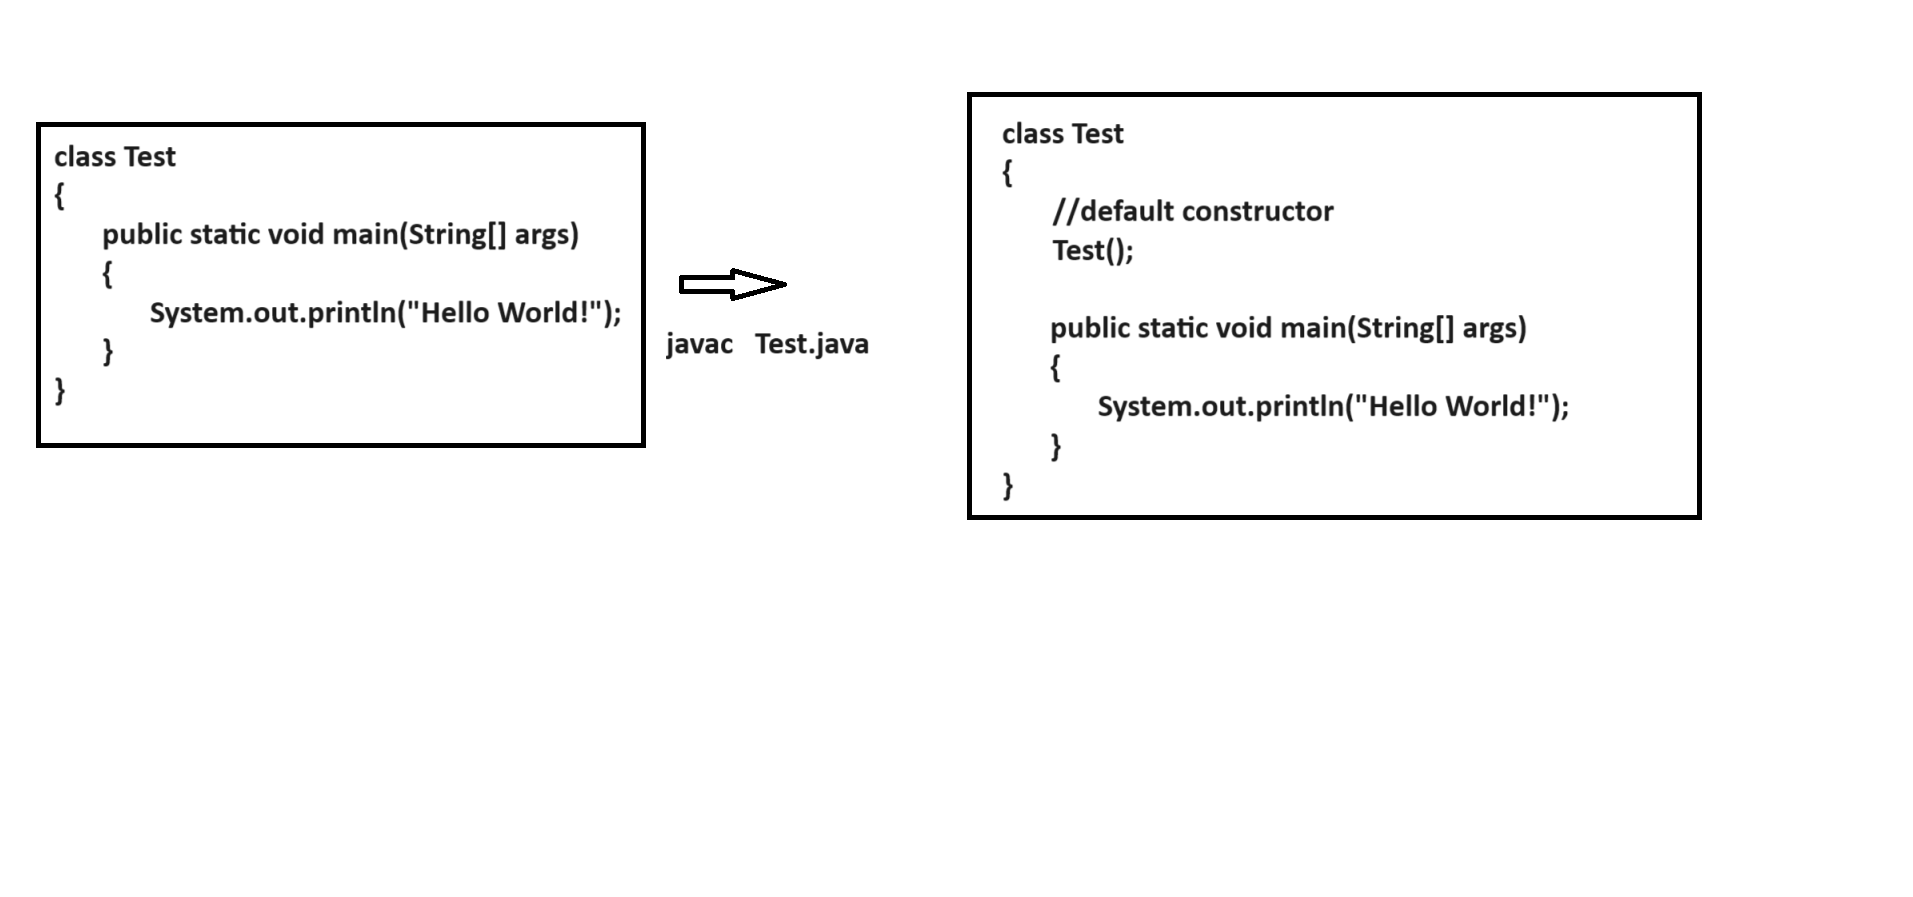 class Test
{
public static void main(String[] args)
{
System.out.println("Hello World!");
}
}
javac Test.java
class Test
{
//default constructor
Test();
public static void main(String[] args)
{
System.out.println("Hello World!");
}
}